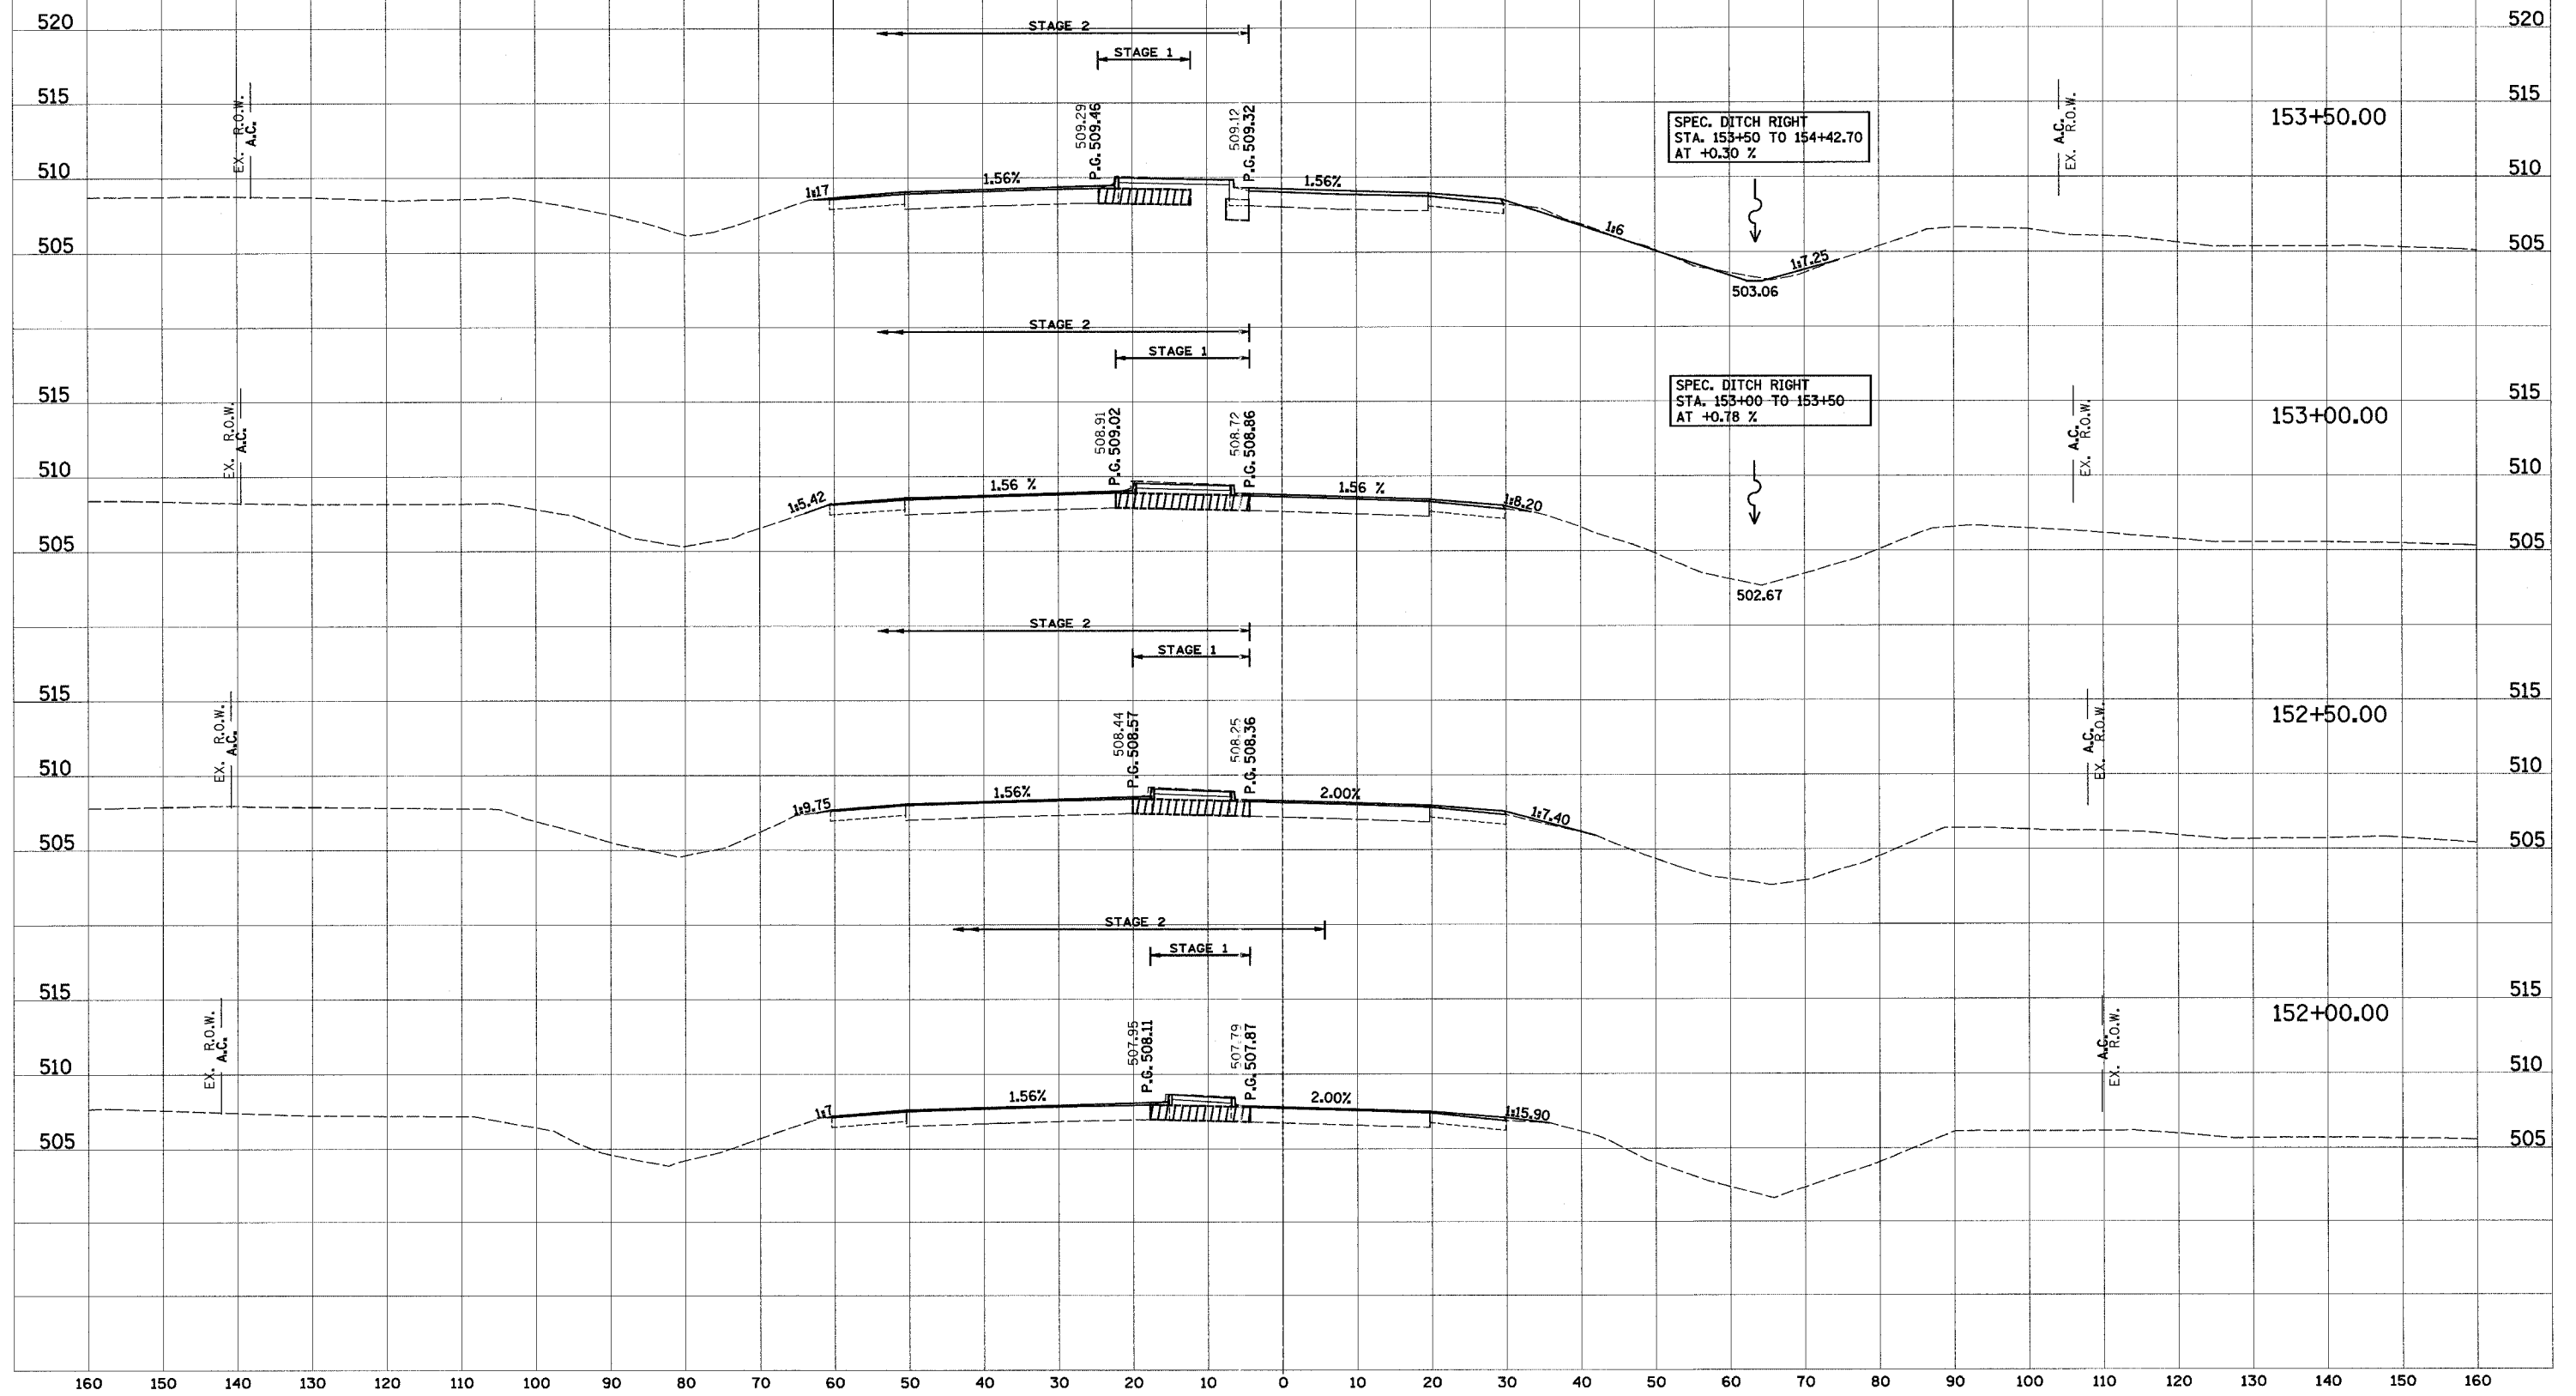 520 STAGE 2 520
STAGE 1
515 EX. R.O.W. A.C. 509.29 P.G. 509.46 509.12 P.G. 509.32 A.C. EX. R.O.W. 153+50.00 515
SPEC. DITCH RIGHT
STA. 153+50 TO 154+42.70
AT +0.30 %
510 1:17 1.56% 1.56% 510
505 1:6 1:7.25 505
503.06
STAGE 2
STAGE 1
515 EX. R.O.W. A.C. 508.91 P.G. 509.02 508.72 P.G. 508.86 A.C. EX. R.O.W. 153+00.00 515
SPEC. DITCH RIGHT
STA. 153+00 TO 153+50
AT +0.78 %
510 1:5.42 1.56 % 1.56 % 1:8.20 510
505 505
502.67
STAGE 2
STAGE 1
515 EX. R.O.W. A.C. 508.44 P.G. 508.57 508.25 P.G. 508.36 A.C. EX. R.O.W. 152+50.00 515
510 1:9.75 1.56% 2.00% 1:7.40 510
505 505
STAGE 2
STAGE 1
515 EX. R.O.W. A.C. 507.95 P.G. 508.11 507.79 P.G. 507.87 A.C. EX. R.O.W. 152+00.00 515
510 1:7 1.56% 2.00% 1:15.90 510
505 505
160 150 140 130 120 110 100 90 80 70 60 50 40 30 20 10 0 10 20 30 40 50 60 70 80 90 100 110 120 130 140 150 160